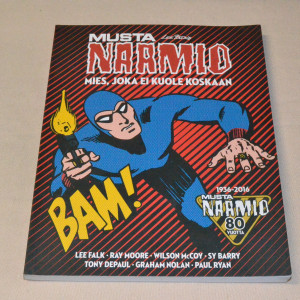 MUSTA
Lee Falk
NAAMIO
MIES, JOKA EI KUOLE KOSKAAN
BAM!
1936-2016
MUSTA
NAAMIO
80
VUOTTA
LEE FALK · RAY MOORE · WILSON McCOY · SY BARRY
TONY DEPAUL · GRAHAM NOLAN · PAUL RYAN